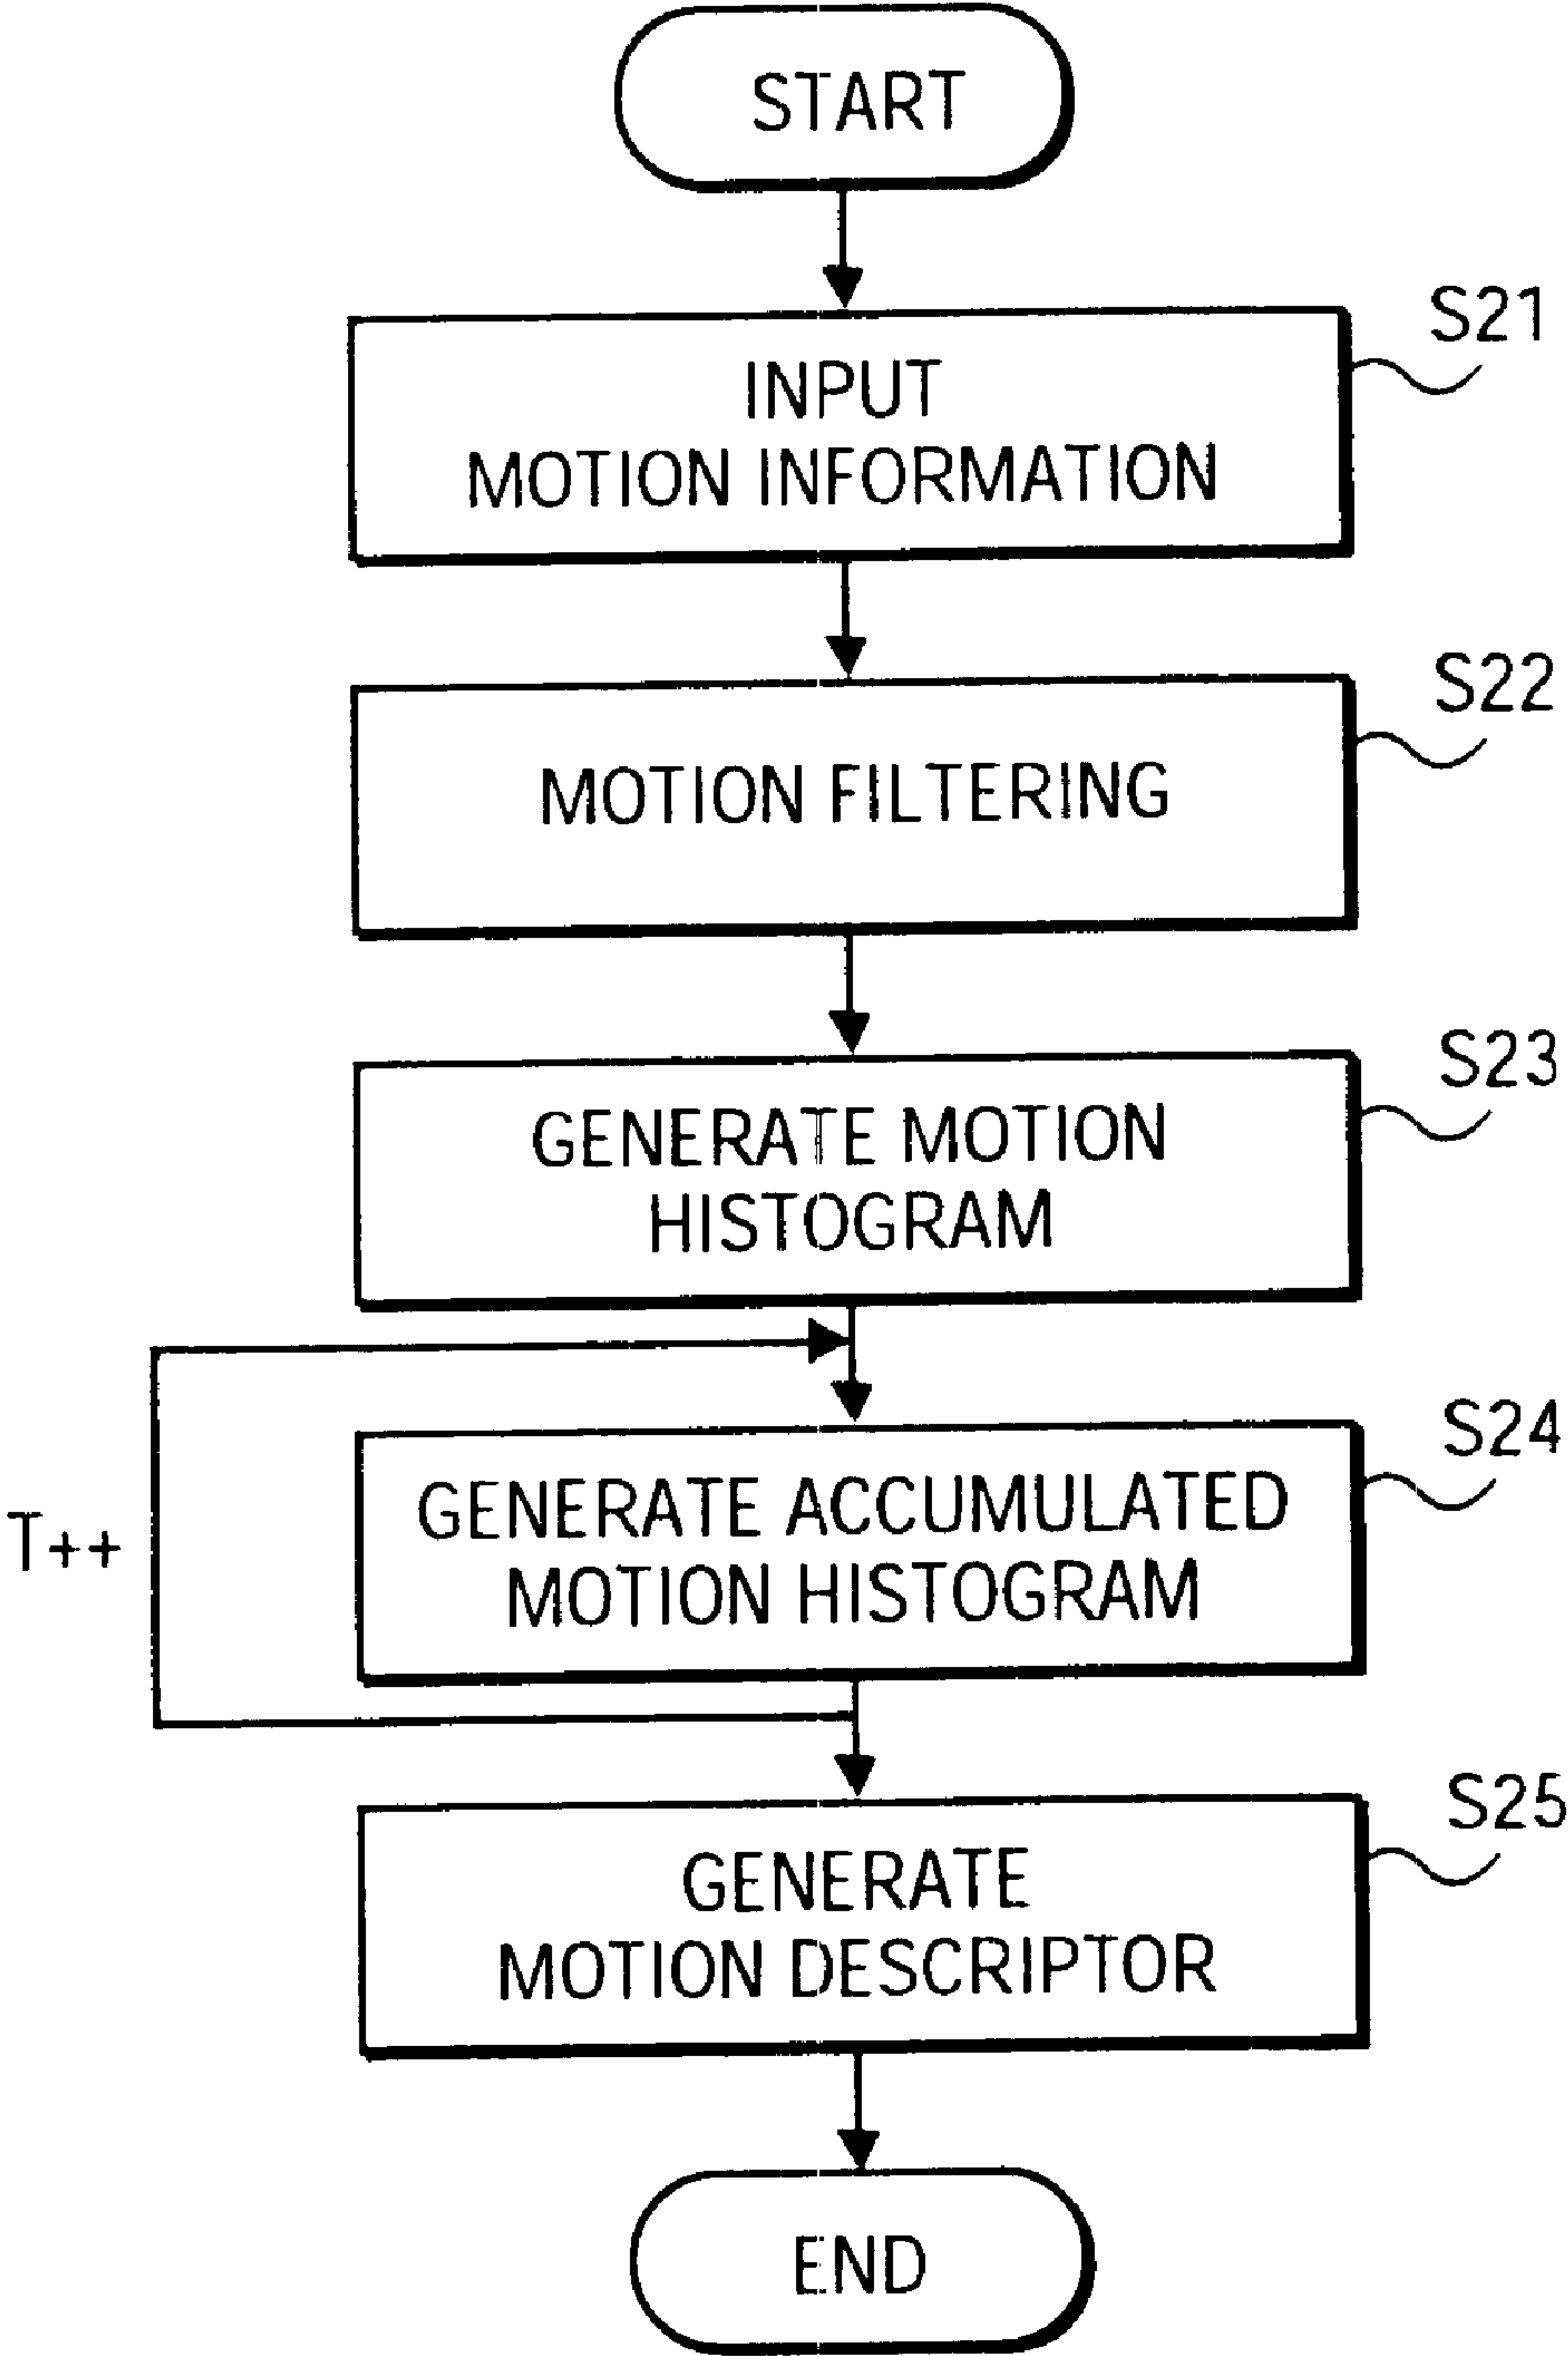 START
S21
INPUT
MOTION INFORMATION
S22
MOTION FILTERING
S23
GENERATE MOTION
HISTOGRAM
S24
GENERATE ACCUMULATED
MOTION HISTOGRAM
T++
S25
GENERATE
MOTION DESCRIPTOR
END